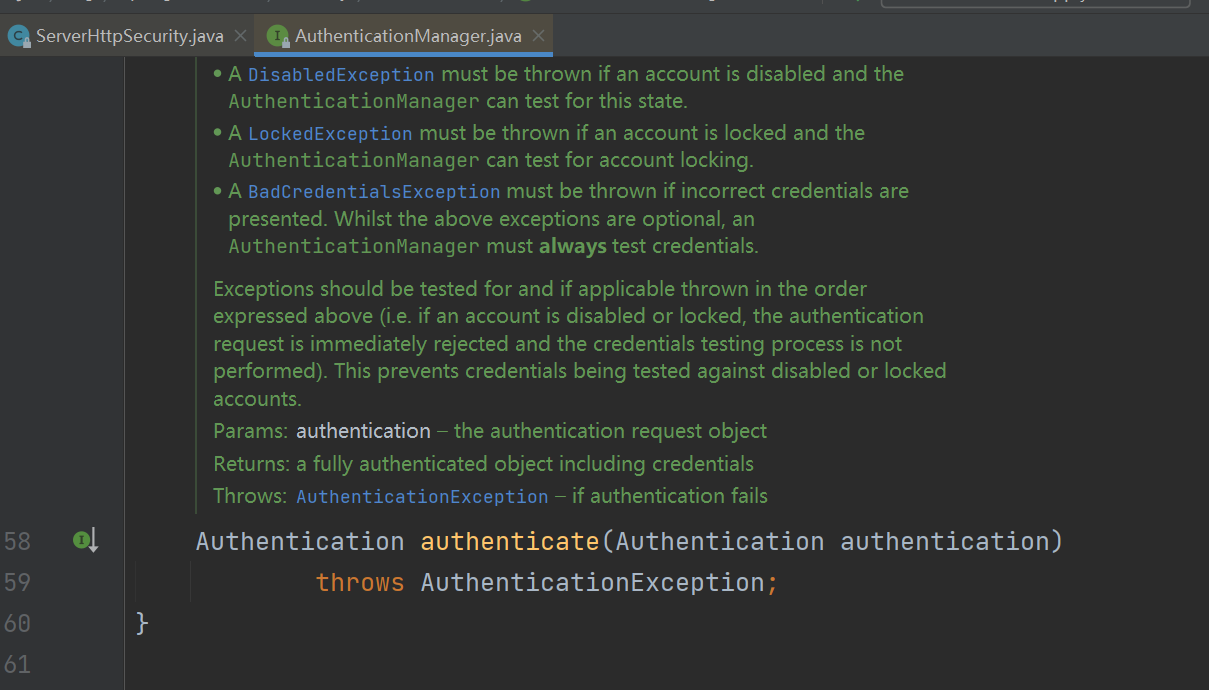 ServerHttpSecurity.java AuthenticationManager.java
• A DisabledException must be thrown if an account is disabled and the
AuthenticationManager can test for this state.
• A LockedException must be thrown if an account is locked and the
AuthenticationManager can test for account locking.
• A BadCredentialsException must be thrown if incorrect credentials are
presented. Whilst the above exceptions are optional, an
AuthenticationManager must always test credentials.
Exceptions should be tested for and if applicable thrown in the order
expressed above (i.e. if an account is disabled or locked, the authentication
request is immediately rejected and the credentials testing process is not
performed). This prevents credentials being tested against disabled or locked
accounts.
Params: authentication – the authentication request object
Returns: a fully authenticated object including credentials
Throws: AuthenticationException – if authentication fails
58 Authentication authenticate(Authentication authentication)
59 throws AuthenticationException;
60 }
61